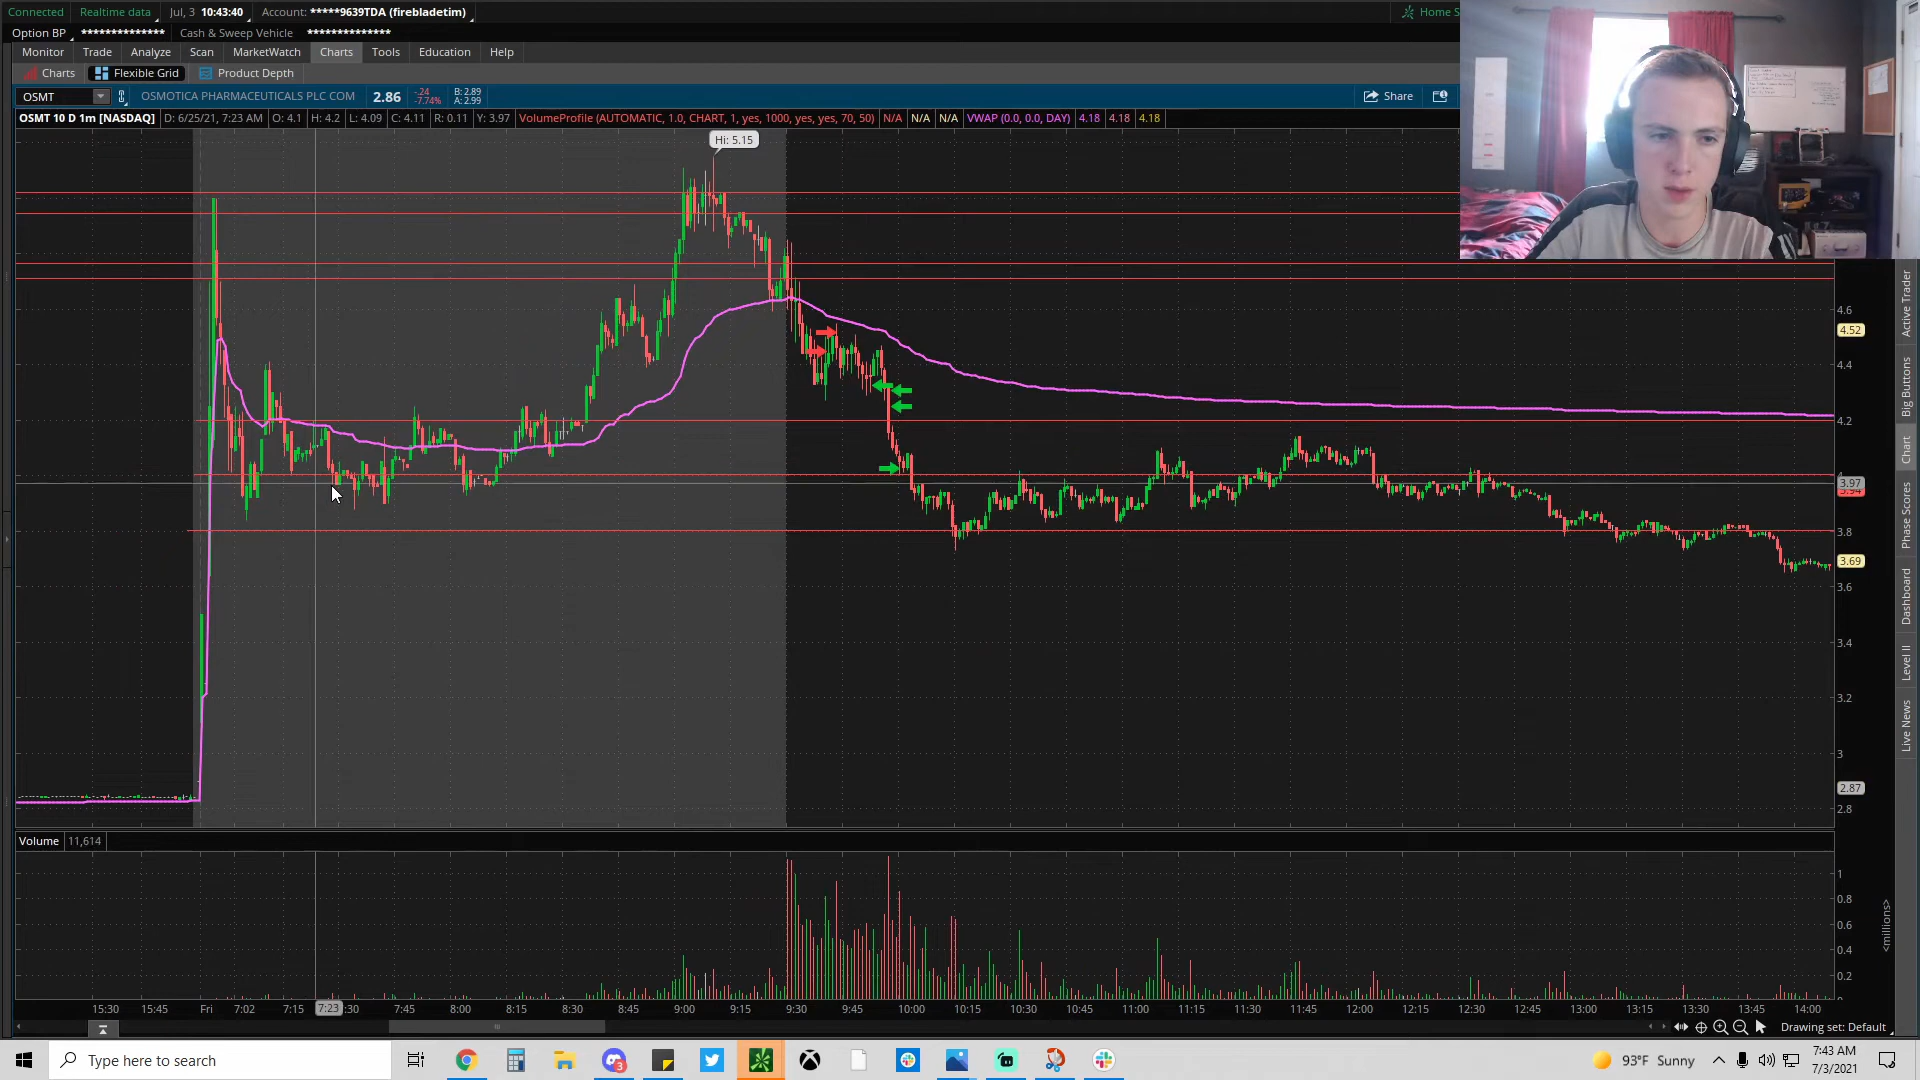 Connected Realtime data Jul, 3 10:43:40 Account: *****9639TDA (firebladetim) Home S
Option BP ************** Cash & Sweep Vehicle **************
Monitor Trade Analyze Scan MarketWatch Charts Tools Education Help
Charts Flexible Grid Product Depth
OSMT OSMOTICA PHARMACEUTICALS PLC COM 2.86 -.24 -7.74% B: 2.89 A: 2.99 Share
OSMT 10 D 1m [NASDAQ] D: 6/25/21, 7:23 AM O: 4.1 H: 4.2 L: 4.09 C: 4.11 R: 0.11 Y: 3.97 VolumeProfile (AUTOMATIC, 1.0, CHART, 1, yes, 1000, yes, yes, 70, 50) N/A N/A N/A VWAP (0.0, 0.0, DAY) 4.18 4.18 4.18
Hi: 5.15
4.6
4.52
4.4
4.2
4
3.97
3.94
3.8
3.69
3.6
3.4
3.2
3
2.87
2.8
Active Trader
Big Buttons
Chart
Phase Scores
Dashboard
Level II
Live News
Volume 11,614
1
0.8
0.6
0.4
0.2
<millions>
15:30 15:45 Fri 7:02 7:15 7:23 :30 7:45 8:00 8:15 8:30 8:45 9:00 9:15 9:30 9:45 10:00 10:15 10:30 10:45 11:00 11:15 11:30 11:45 12:00 12:15 12:30 12:45 13:00 13:15 13:30 13:45 14:00
Drawing set: Default
Type here to search 3 93°F Sunny 7:43 AM
7/3/2021